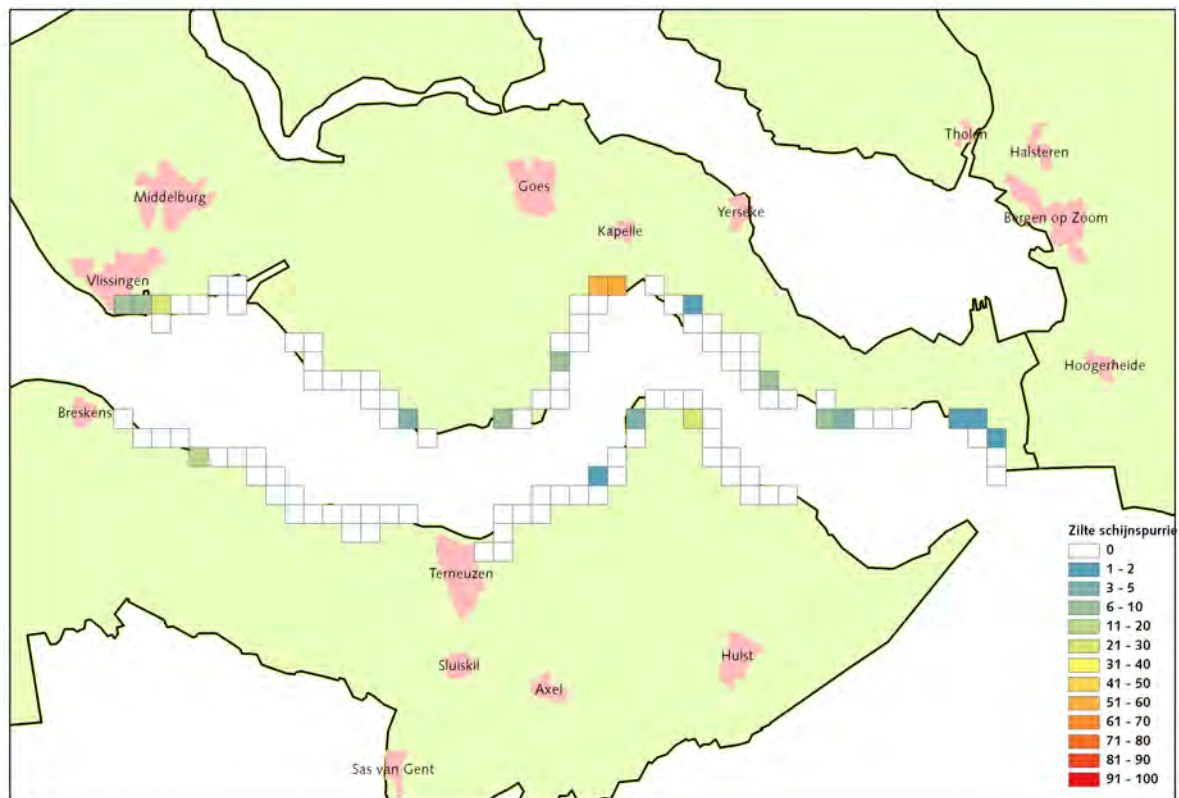 Tholen
Halsteren
Middelburg
Goes
Yerseke
Bergen op Zoom
Kapelle
Vlissingen
Hoogerheide
Breskens
Zilte schijnspurrie
0
1 - 2
3 - 5
6 - 10
11 - 20
21 - 30
31 - 40
41 - 50
51 - 60
61 - 70
71 - 80
81 - 90
91 - 100
Terneuzen
Sluiskil
Axel
Hulst
Sas van Gent